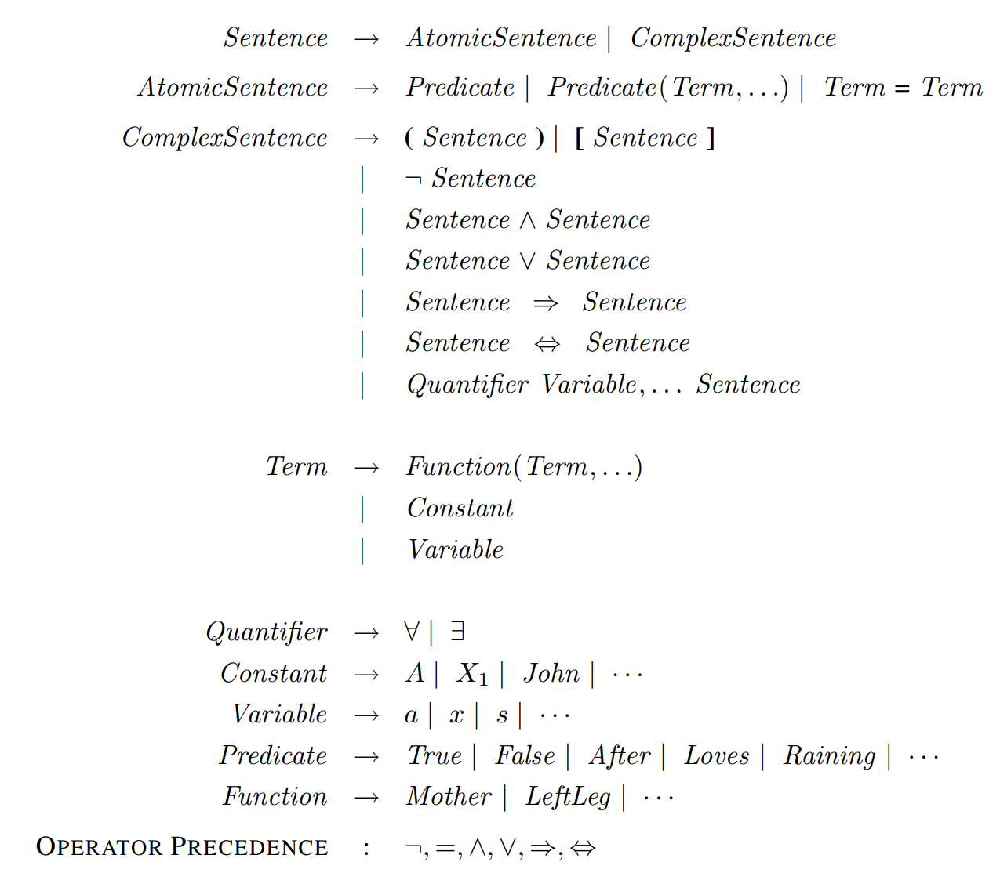 Sentence → AtomicSentence | ComplexSentence
AtomicSentence → Predicate | Predicate(Term,...) | Term = Term
ComplexSentence → ( Sentence ) | [ Sentence ]
| ¬ Sentence
| Sentence ∧ Sentence
| Sentence ∨ Sentence
| Sentence ⇒ Sentence
| Sentence ⇔ Sentence
| Quantifier Variable,... Sentence
Term → Function(Term,...)
| Constant
| Variable
Quantifier → ∀ | ∃
Constant → A | X₁ | John | ···
Variable → a | x | s | ···
Predicate → True | False | After | Loves | Raining | ···
Function → Mother | LeftLeg | ···
OPERATOR PRECEDENCE : ¬,=,∧,∨,⇒,⇔